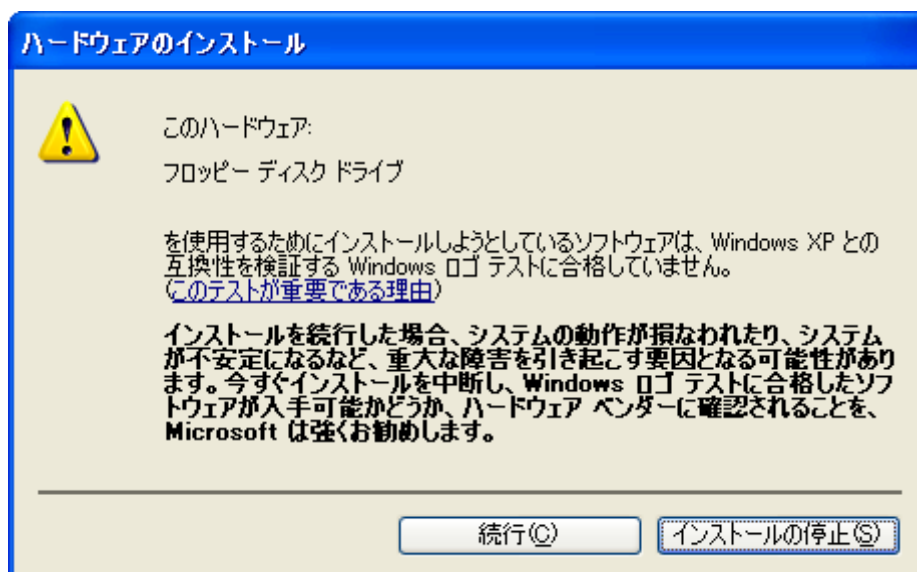 ハードウェアのインストール
このハードウェア:
フロッピー ディスク ドライブ
を使用するためにインストールしようとしているソフトウェアは、Windows XP との
互換性を検証する Windows ロゴ テストに合格していません。
(このテストが重要である理由)
インストールを続行した場合、システムの動作が損なわれたり、システム
が不安定になるなど、重大な障害を引き起こす要因となる可能性があり
ます。今すぐインストールを中断し、Windows ロゴ テストに合格したソフ
トウェアが入手可能かどうか、ハードウェア ベンダーに確認されることを、
Microsoft は強くお勧めします。
続行(C)
インストールの停止(S)